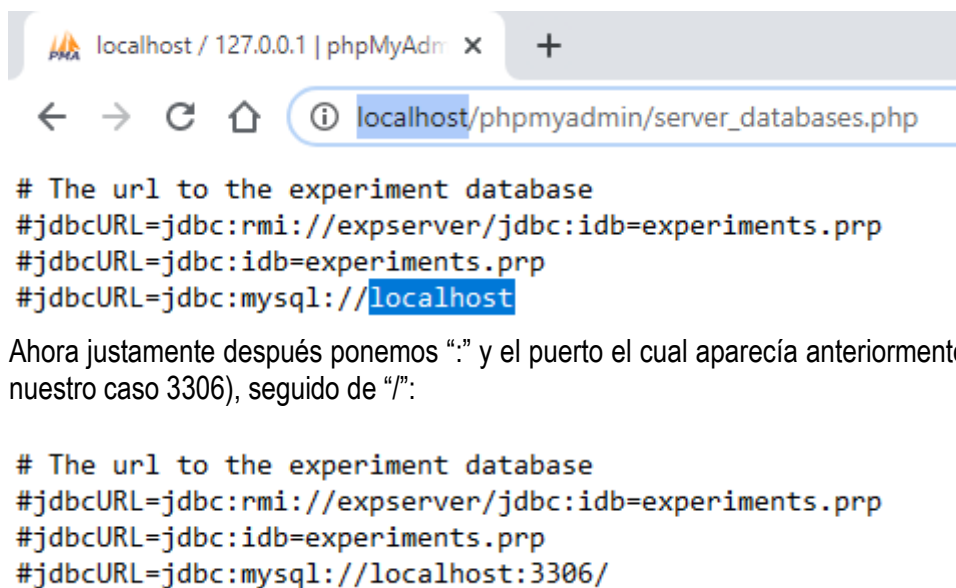 PMA localhost / 127.0.0.1 | phpMyAdm
localhost/phpmyadmin/server_databases.php
# The url to the experiment database
#jdbcURL=jdbc:rmi://expserver/jdbc:idb=experiments.prp
#jdbcURL=jdbc:idb=experiments.prp
#jdbcURL=jdbc:mysql://localhost
Ahora justamente después ponemos “:” y el puerto el cual aparecía anteriormente
nuestro caso 3306), seguido de “/”:
# The url to the experiment database
#jdbcURL=jdbc:rmi://expserver/jdbc:idb=experiments.prp
#jdbcURL=jdbc:idb=experiments.prp
#jdbcURL=jdbc:mysql://localhost:3306/